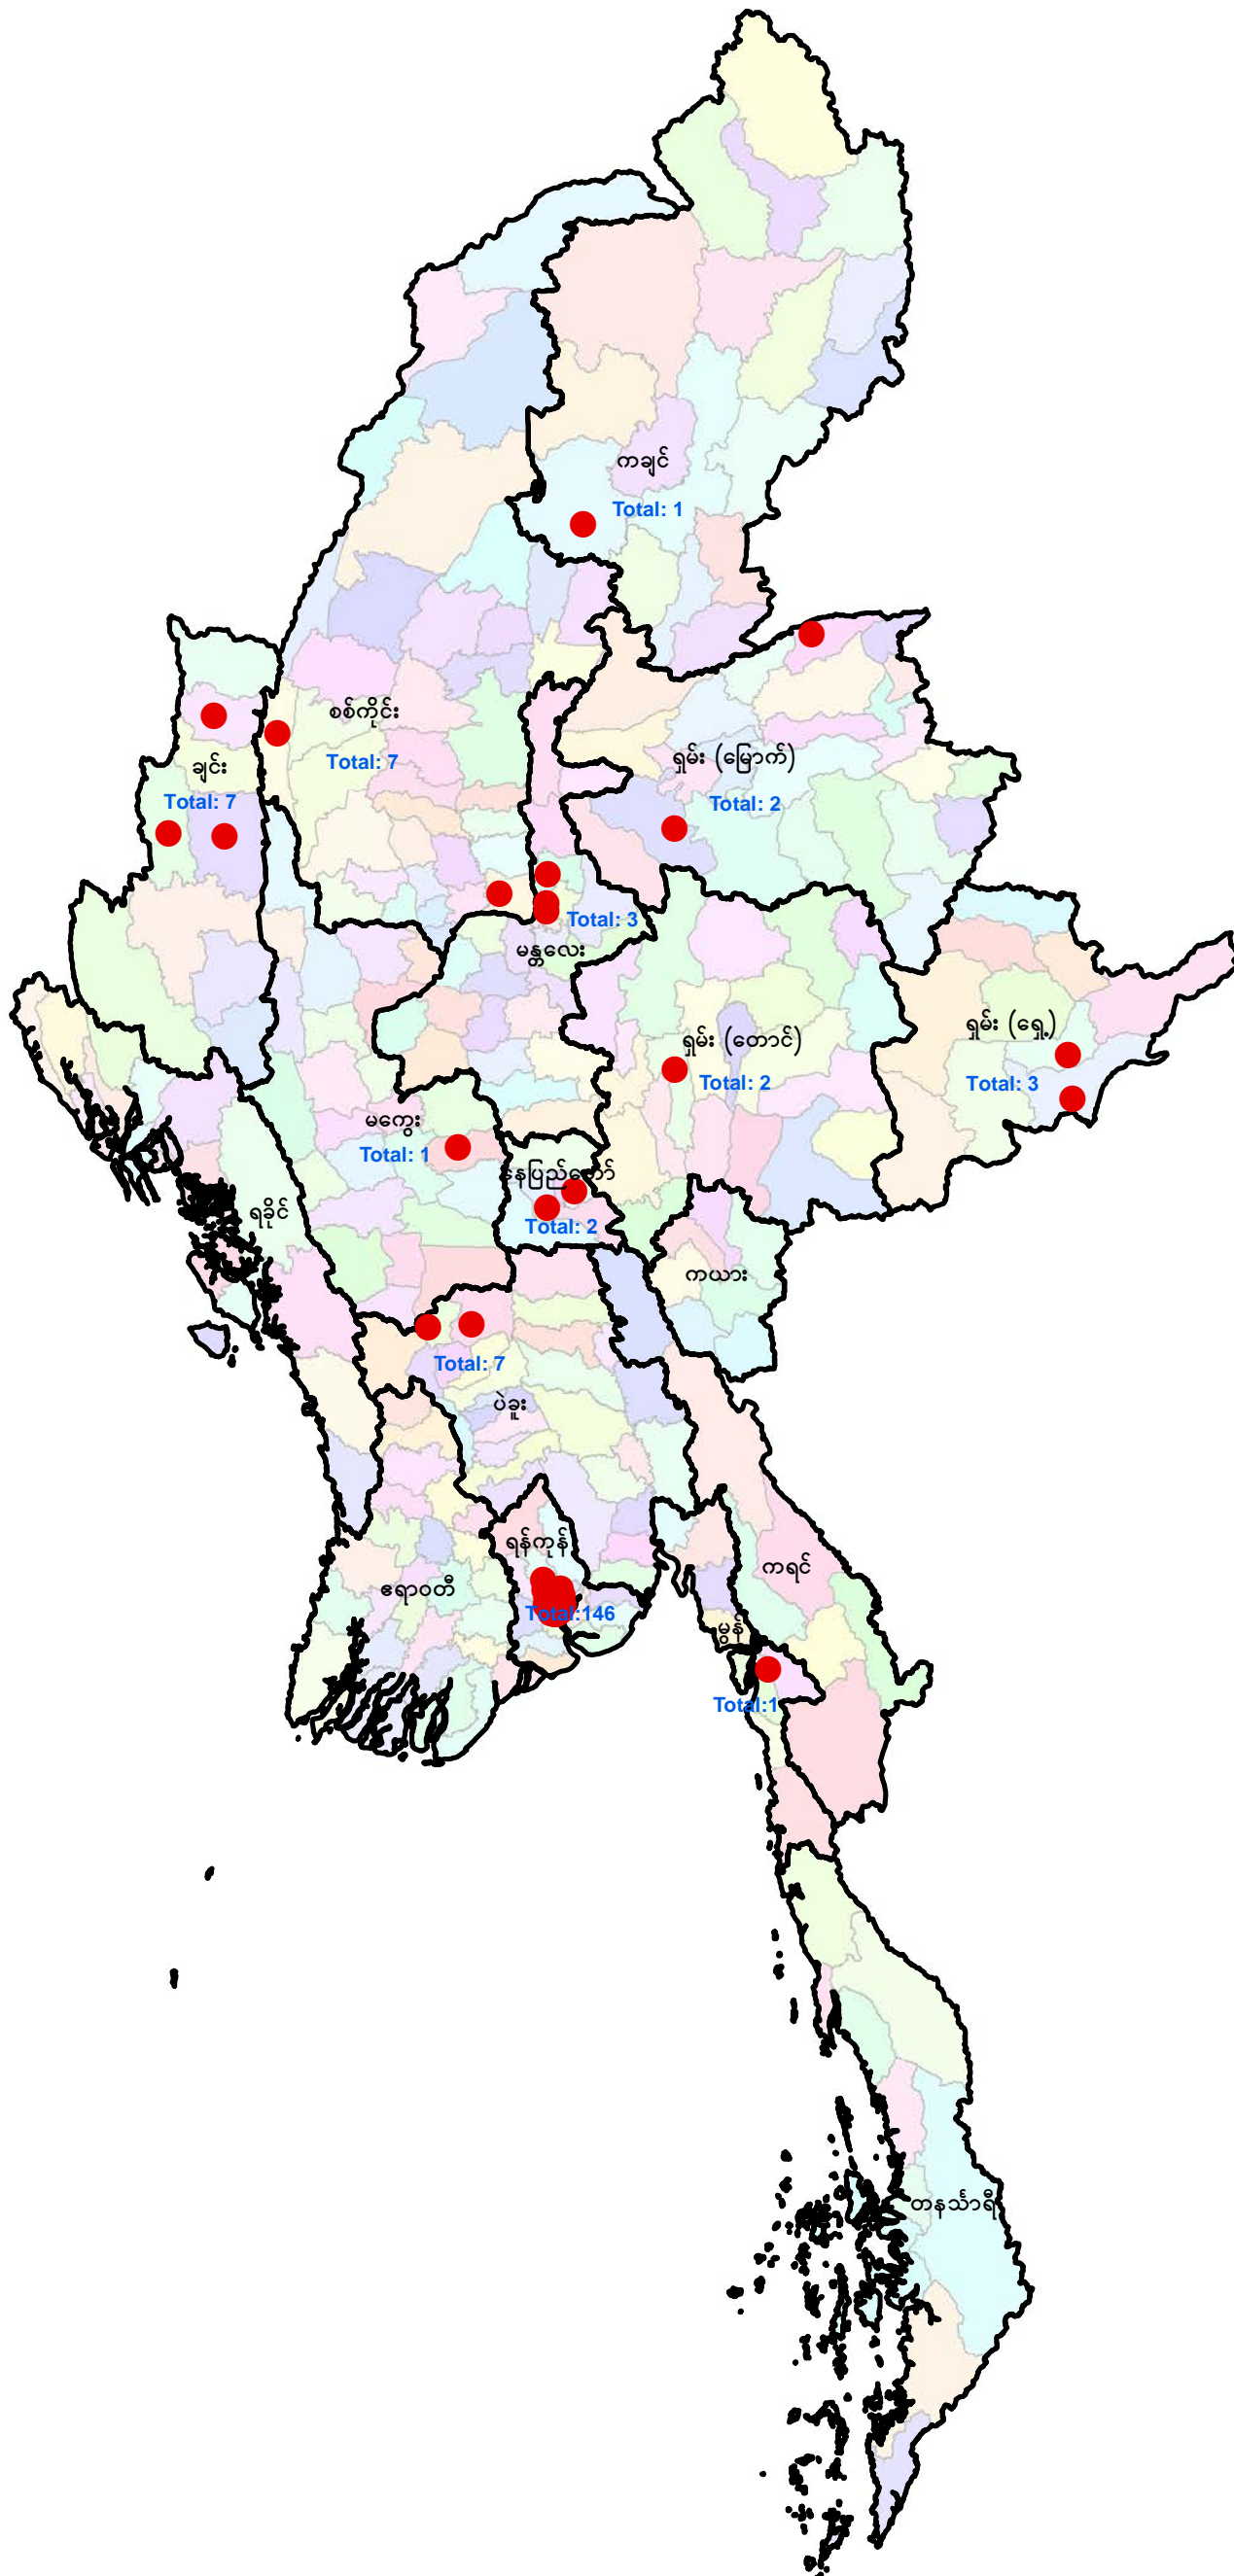 ကချင်
Total: 1
စစ်ကိုင်း
Total: 7
ချင်း
Total: 7
ရှမ်း (မြောက်)
Total: 2
Total: 3
မန္တလေး
ရှမ်း (ရှေ့)
Total: 3
ရှမ်း (တောင်)
Total: 2
မကွေး
Total: 1
နေပြည်တော်
Total: 2
ရခိုင်
ကယား
Total: 7
ပဲခူး
ရန်ကုန်
Total:146
ဧရာဝတီ
ကရင်
မွန်
Total:1
တနင်္သာရီ